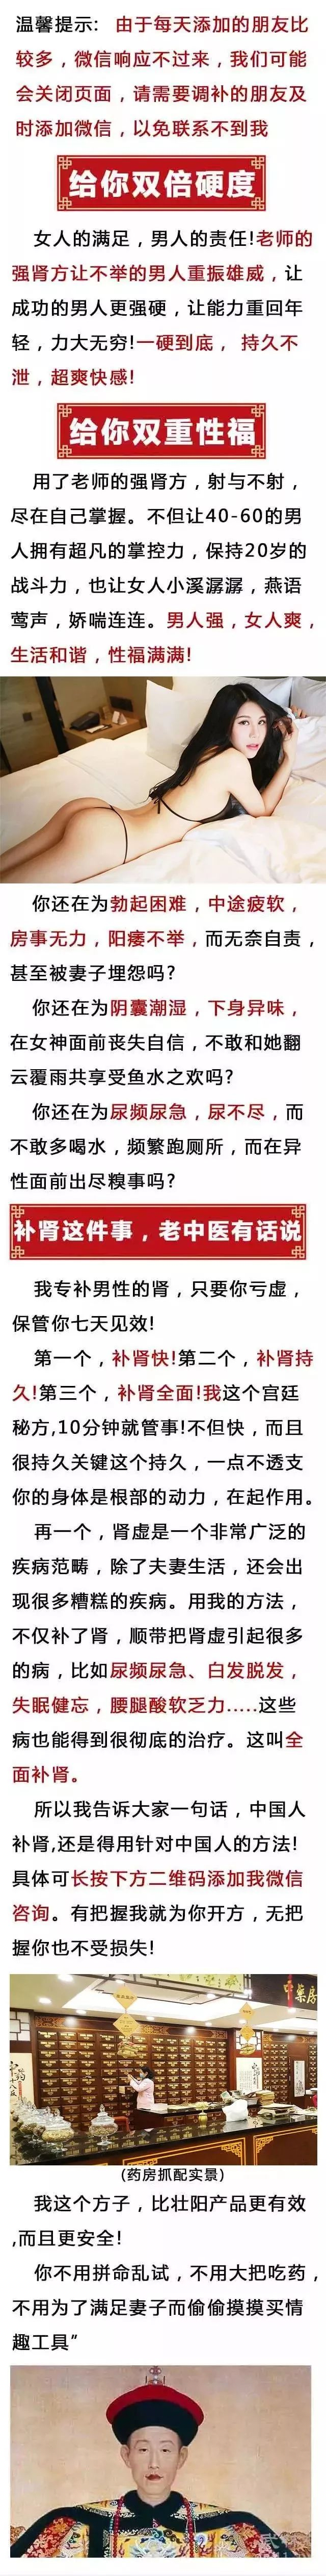 温馨提示：由于每天添加的朋友比
较多，微信响应不过来，我们可能
会关闭页面，请需要调补的朋友及
时添加微信，以免联系不到我
给你双倍硬度
女人的满足，男人的责任!老师的
强肾方让不举的男人重振雄威，让
成功的男人更强硬，让能力重回年
轻，力大无穷!一硬到底， 持久不
泄，超爽快感!
给你双重性福
用了老师的强肾方，射与不射，
尽在自己掌握。不但让40-60的男
人拥有超凡的掌控力，保持20岁的
战斗力，也让女人小溪潺潺，燕语
莺声，娇喘连连。男人强，女人爽，
生活和谐，性福满满!
你还在为勃起困难，中途疲软，
房事无力，阳痿不举，而无奈自责，
甚至被妻子埋怨吗?
你还在为阴囊潮湿，下身异味，
在女神面前丧失自信，不敢和她翻
云覆雨共享受鱼水之欢吗?
你还在为尿频尿急，尿不尽，而
不敢多喝水，频繁跑厕所，而在异
性面前出尽糗事吗?
补肾这件事，老中医有话说
我专补男性的肾，只要你亏虚，
保管你七天见效!
第一个，补肾快!第二个，补肾持
久!第三个，补肾全面!我这个宫廷
秘方,10分钟就管事!不但快，而且
很持久关键这个持久，一点不透支
你的身体是根部的动力，在起作用。
再一个，肾虚是一个非常广泛的
疾病范畴，除了夫妻生活，还会出
现很多糟糕的疾病。用我的方法，
不仅补了肾，顺带把肾虚引起很多
的病，比如尿频尿急、白发脱发，
失眠健忘，腰腿酸软乏力.....这些
病也能得到很彻底的治疗。这叫全
面补肾。
所以我告诉大家一句话，中国人
补肾,还是得用针对中国人的方法!
具体可长按下方二维码添加我微信
咨询。有把握我就为你开方，无把
握你也不受损失!
(药房抓配实景)
我这个方子，比壮阳产品更有效
,而且更安全!
你不用拼命乱试，不用大把吃药，
不用为了满足妻子而偷偷摸摸买情
趣工具”